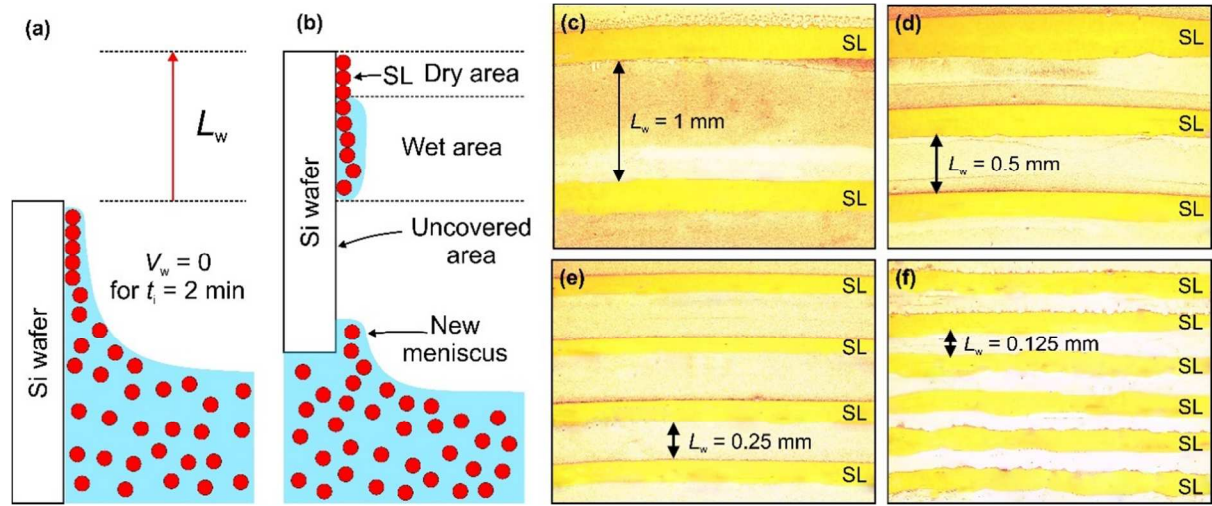 (a)
L_w
Si wafer
V_w = 0
for t_i = 2 min
(b)
SL
Dry area
Wet area
Si wafer
Uncovered
area
New
meniscus
(c)
SL
L_w = 1 mm
SL
(d)
SL
SL
L_w = 0.5 mm
SL
(e)
SL
SL
SL
L_w = 0.25 mm
SL
(f)
SL
SL
L_w = 0.125 mm
SL
SL
SL
SL